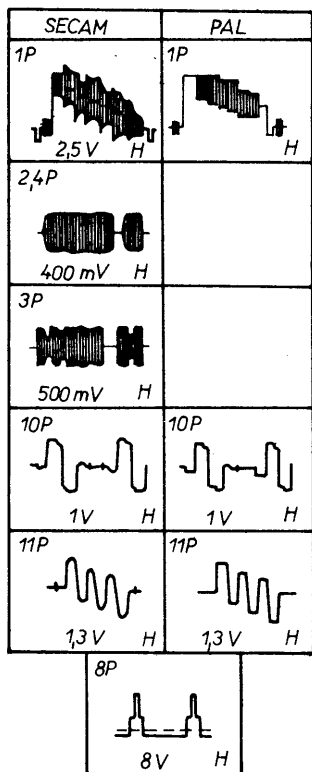 SECAM PAL
1P 1P
2,5 V H H
2,4P
400 mV H
3P
500 mV H
10P 10P
1V H 1V H
11P 11P
1,3 V H 1,3 V H
8P
8 V H